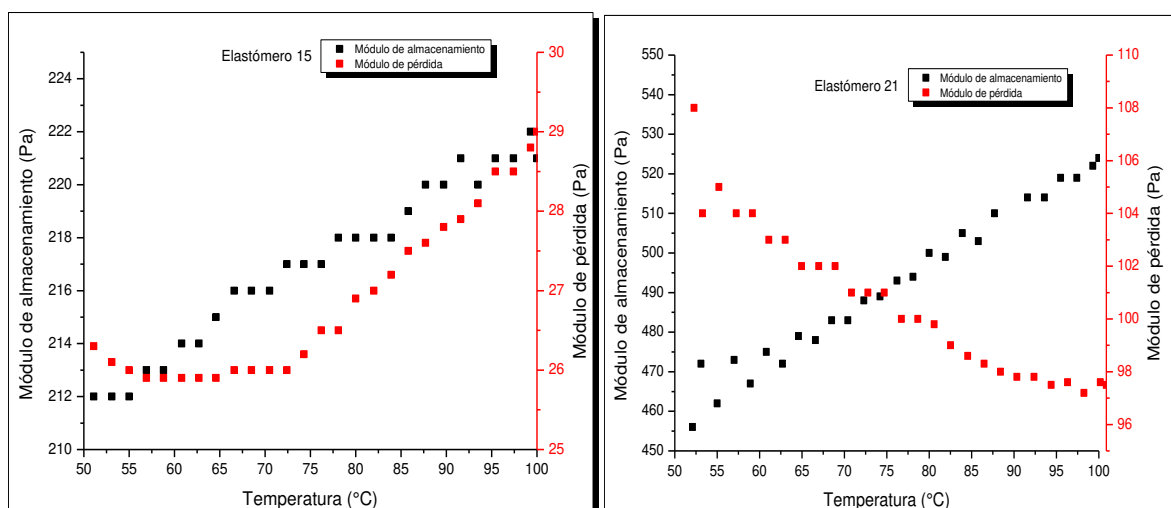 Elastómero 15
Módulo de almacenamiento
Módulo de pérdida
Módulo de almacenamiento (Pa)
224
222
220
218
216
214
212
210
30
29
28
27
26
25
Módulo de pérdida (Pa)
50 55 60 65 70 75 80 85 90 95 100
Temperatura (°C)
Elastómero 21
Módulo de almacenamiento
Módulo de pérdida
Módulo de almacenamiento (Pa)
550
540
530
520
510
500
490
480
470
460
450
110
108
106
104
102
100
98
96
Módulo de pérdida (Pa)
50 55 60 65 70 75 80 85 90 95 100
Temperatura (°C)